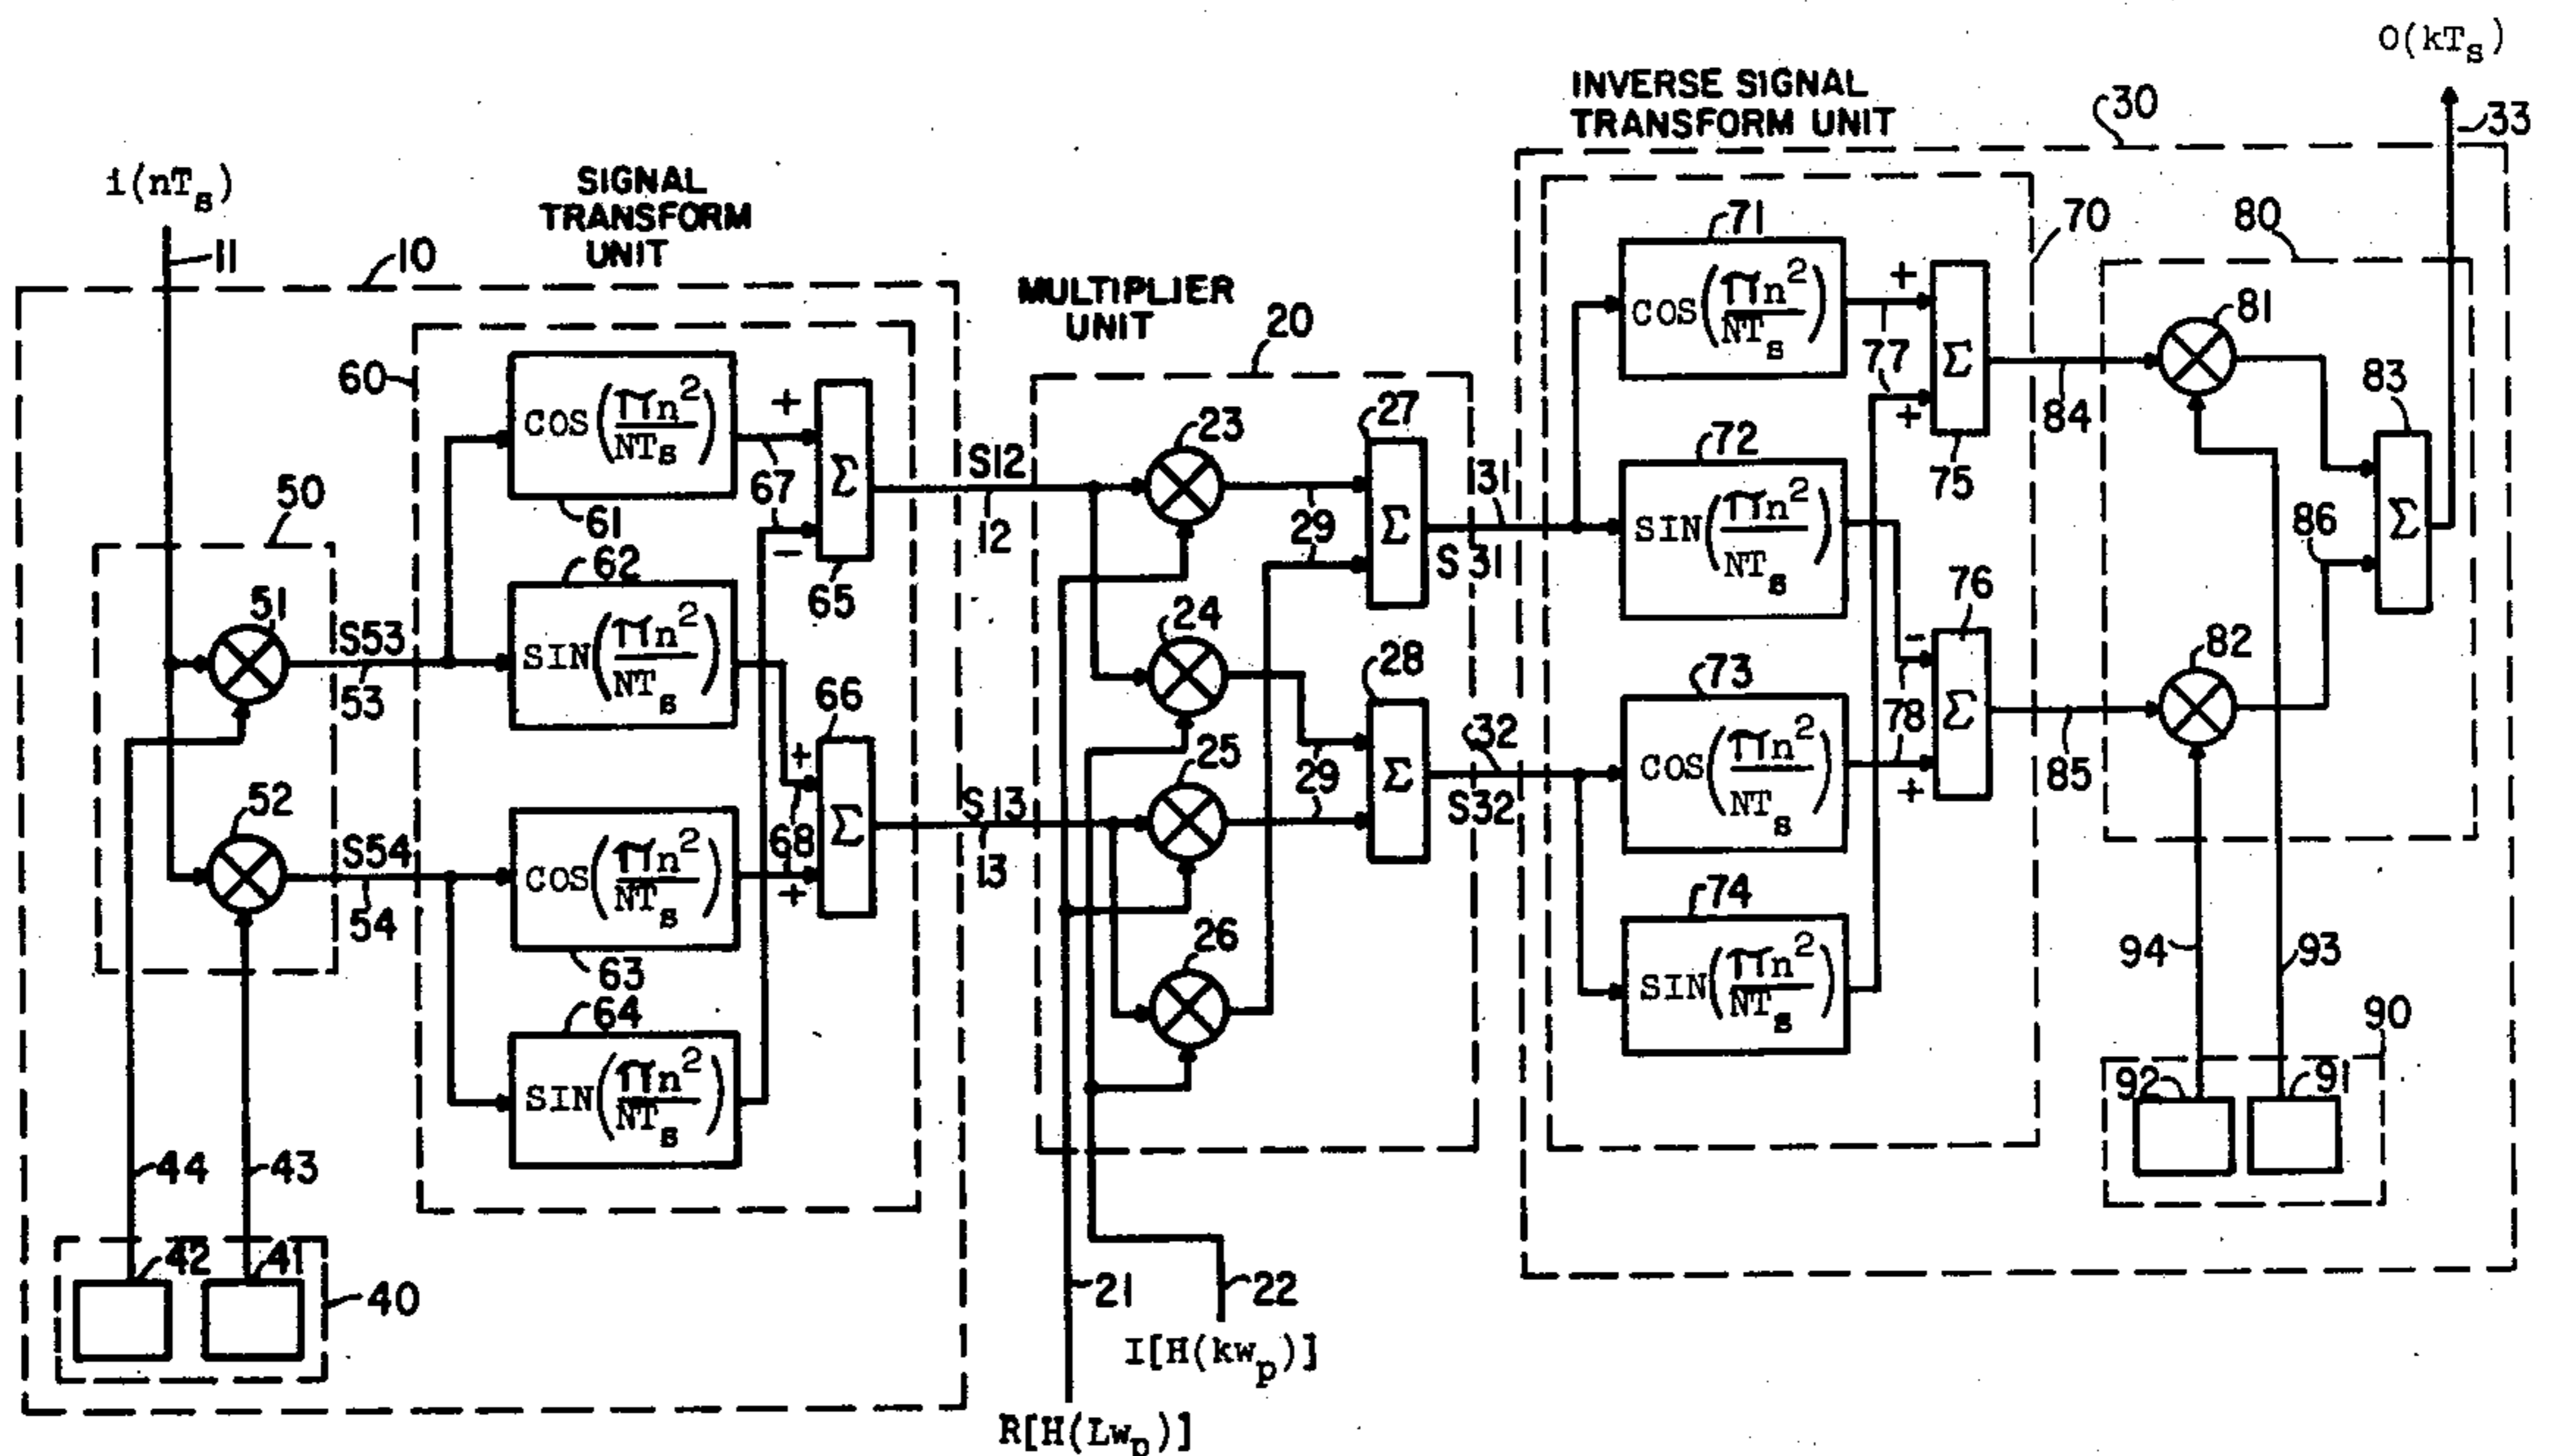 O(kTs)
INVERSE SIGNAL
TRANSFORM UNIT
30
33
i(nTs)
11
10
SIGNAL
TRANSFORM
UNIT
MULTIPLIER
UNIT
20
70
80
60
50
40
90
51
52
S53
53
S54
54
44
43
42
41
61
COS(πn²/NTs)
62
SIN(πn²/NTs)
63
COS(πn²/NTs)
64
SIN(πn²/NTs)
+
67
-
Σ
65
66
+
68
+
Σ
S12
12
S13
13
23
24
25
26
27
Σ
28
Σ
29
29
29
21
22
I[H(kwp)]
R[H(Lwp)]
31
S31
32
S32
71
COS(πn²/NTs)
72
SIN(πn²/NTs)
73
COS(πn²/NTs)
74
SIN(πn²/NTs)
+
77
77
+
Σ
75
76
-
78
78
+
Σ
84
85
81
82
83
Σ
86
94
93
92
91